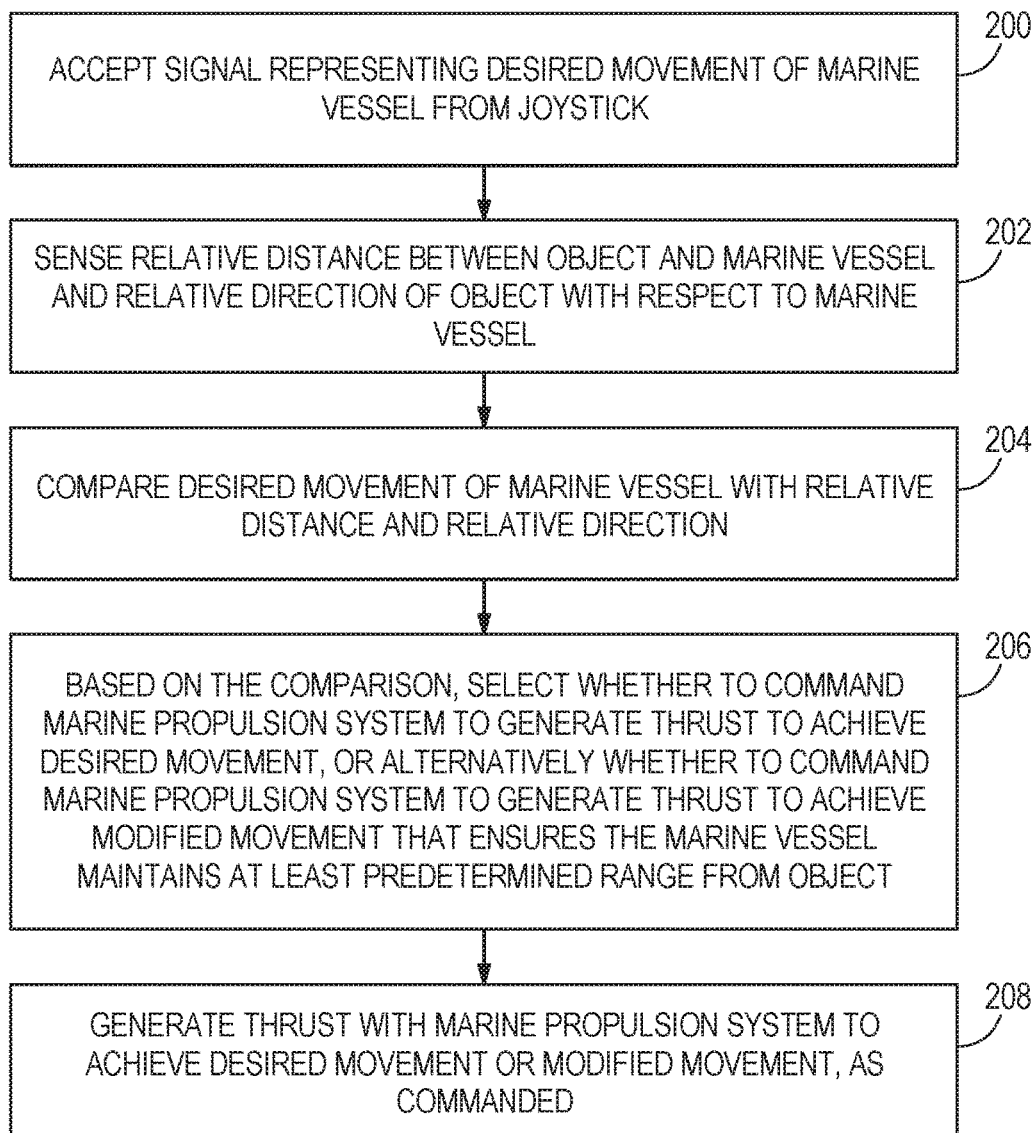 200
ACCEPT SIGNAL REPRESENTING DESIRED MOVEMENT OF MARINE
VESSEL FROM JOYSTICK
202
SENSE RELATIVE DISTANCE BETWEEN OBJECT AND MARINE VESSEL
AND RELATIVE DIRECTION OF OBJECT WITH RESPECT TO MARINE
VESSEL
204
COMPARE DESIRED MOVEMENT OF MARINE VESSEL WITH RELATIVE
DISTANCE AND RELATIVE DIRECTION
206
BASED ON THE COMPARISON, SELECT WHETHER TO COMMAND
MARINE PROPULSION SYSTEM TO GENERATE THRUST TO ACHIEVE
DESIRED MOVEMENT, OR ALTERNATIVELY WHETHER TO COMMAND
MARINE PROPULSION SYSTEM TO GENERATE THRUST TO ACHIEVE
MODIFIED MOVEMENT THAT ENSURES THE MARINE VESSEL
MAINTAINS AT LEAST PREDETERMINED RANGE FROM OBJECT
208
GENERATE THRUST WITH MARINE PROPULSION SYSTEM TO
ACHIEVE DESIRED MOVEMENT OR MODIFIED MOVEMENT, AS
COMMANDED